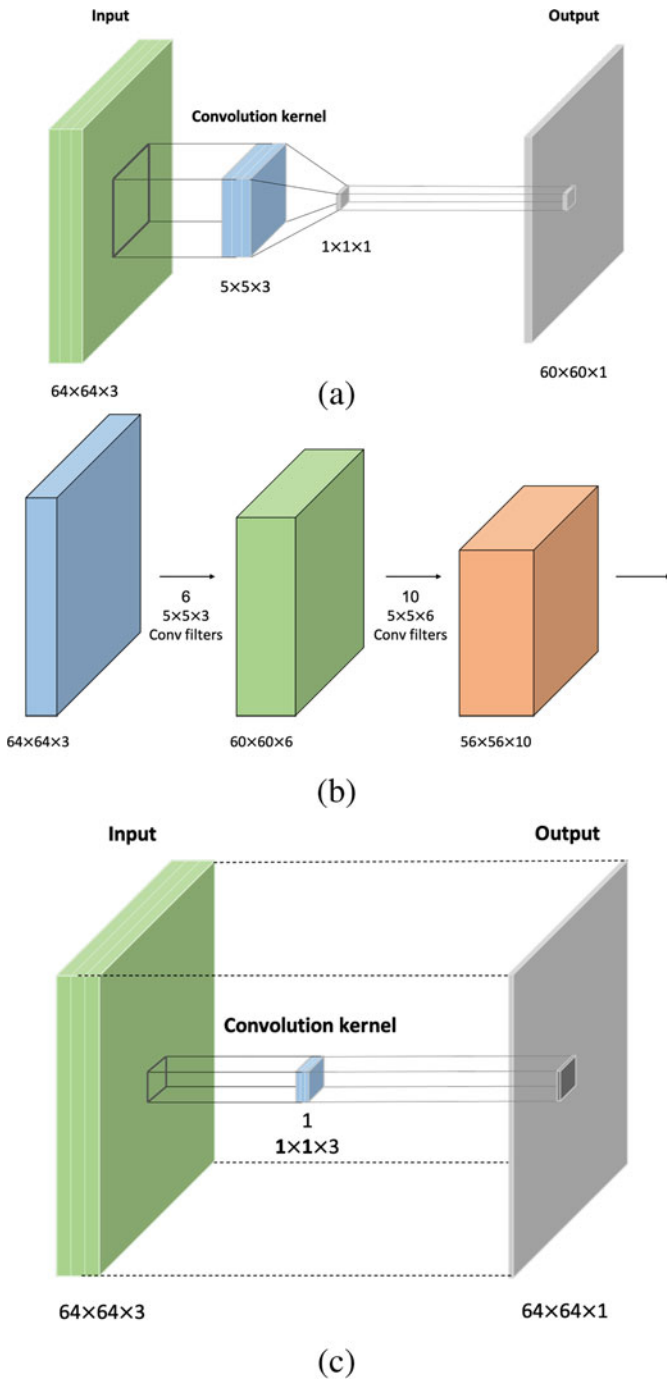 Input Output
Convolution kernel
1×1×1
5×5×3
64×64×3 60×60×1
(a)
6 10
5×5×3 5×5×6
Conv filters Conv filters
64×64×3 60×60×6 56×56×10
(b)
Input Output
Convolution kernel
1
1×1×3
64×64×3 64×64×1
(c)